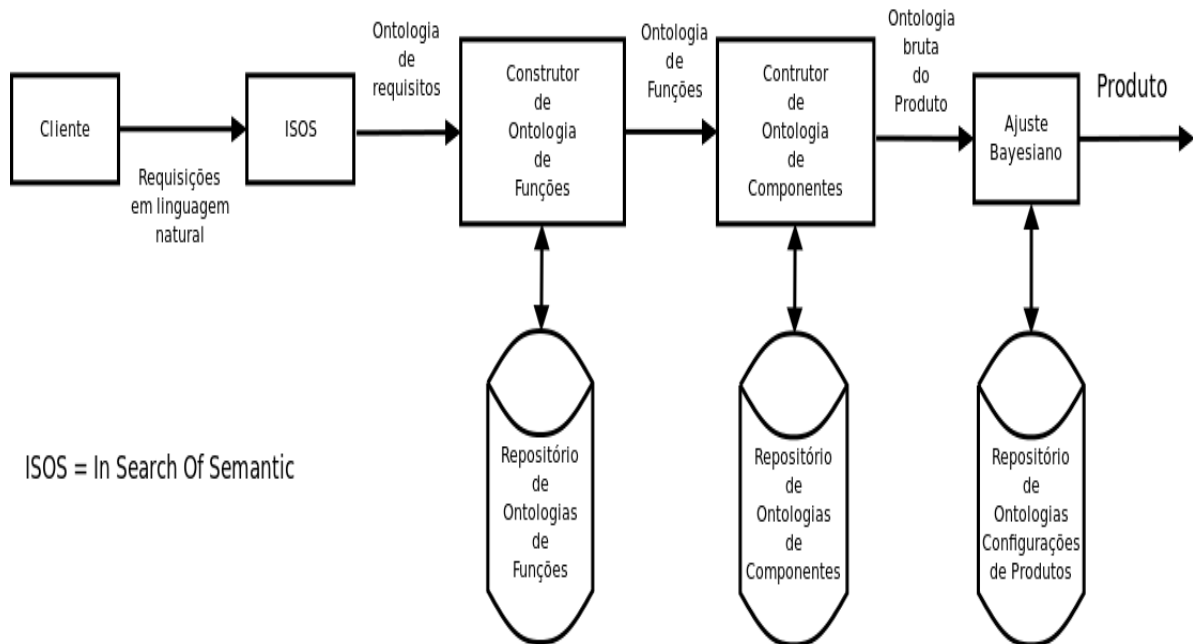 Cliente
Requisições
em linguagem
natural
ISOS
Ontologia
de
requisitos
Construtor
de
Ontologia
de
Funções
Ontologia
de
Funções
Contrutor
de
Ontologia
de
Componentes
Ontologia
bruta
do
Produto
Ajuste
Bayesiano
Produto
Repositório
de
Ontologias
de
Funções
Repositório
de
Ontologias
de
Componentes
Repositório
de
Ontologias
Configurações
de Produtos
ISOS = In Search Of Semantic